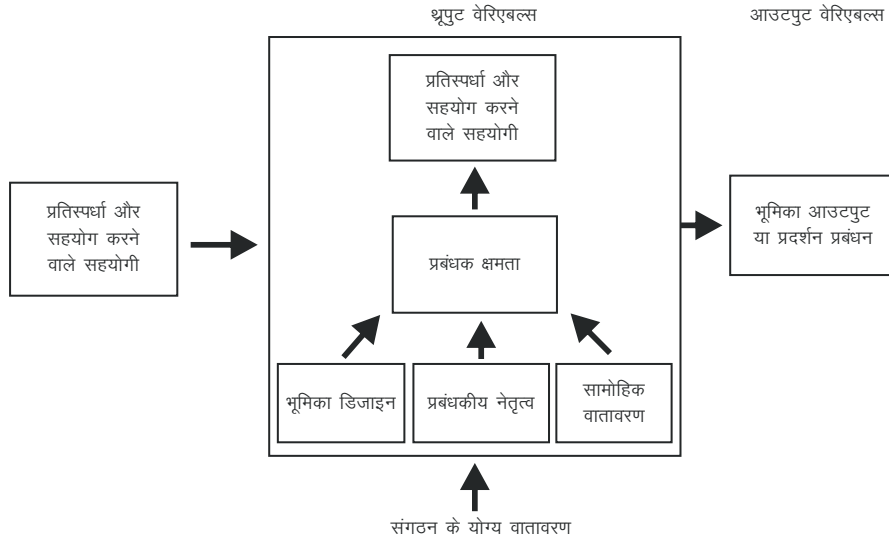 थ्रूपुट वेरिएबल्स
आउटपुट वेरिएबल्स
प्रतिस्पर्धा और
सहयोग करने
वाले सहयोगी
प्रतिस्पर्धा और
सहयोग करने
वाले सहयोगी
प्रबंधक क्षमता
भूमिका आउटपुट
या प्रदर्शन प्रबंधन
भूमिका डिजाइन
प्रबंधकीय नेतृत्व
सामोहिक
वातावरण
संगठन के योग्य वातावरण